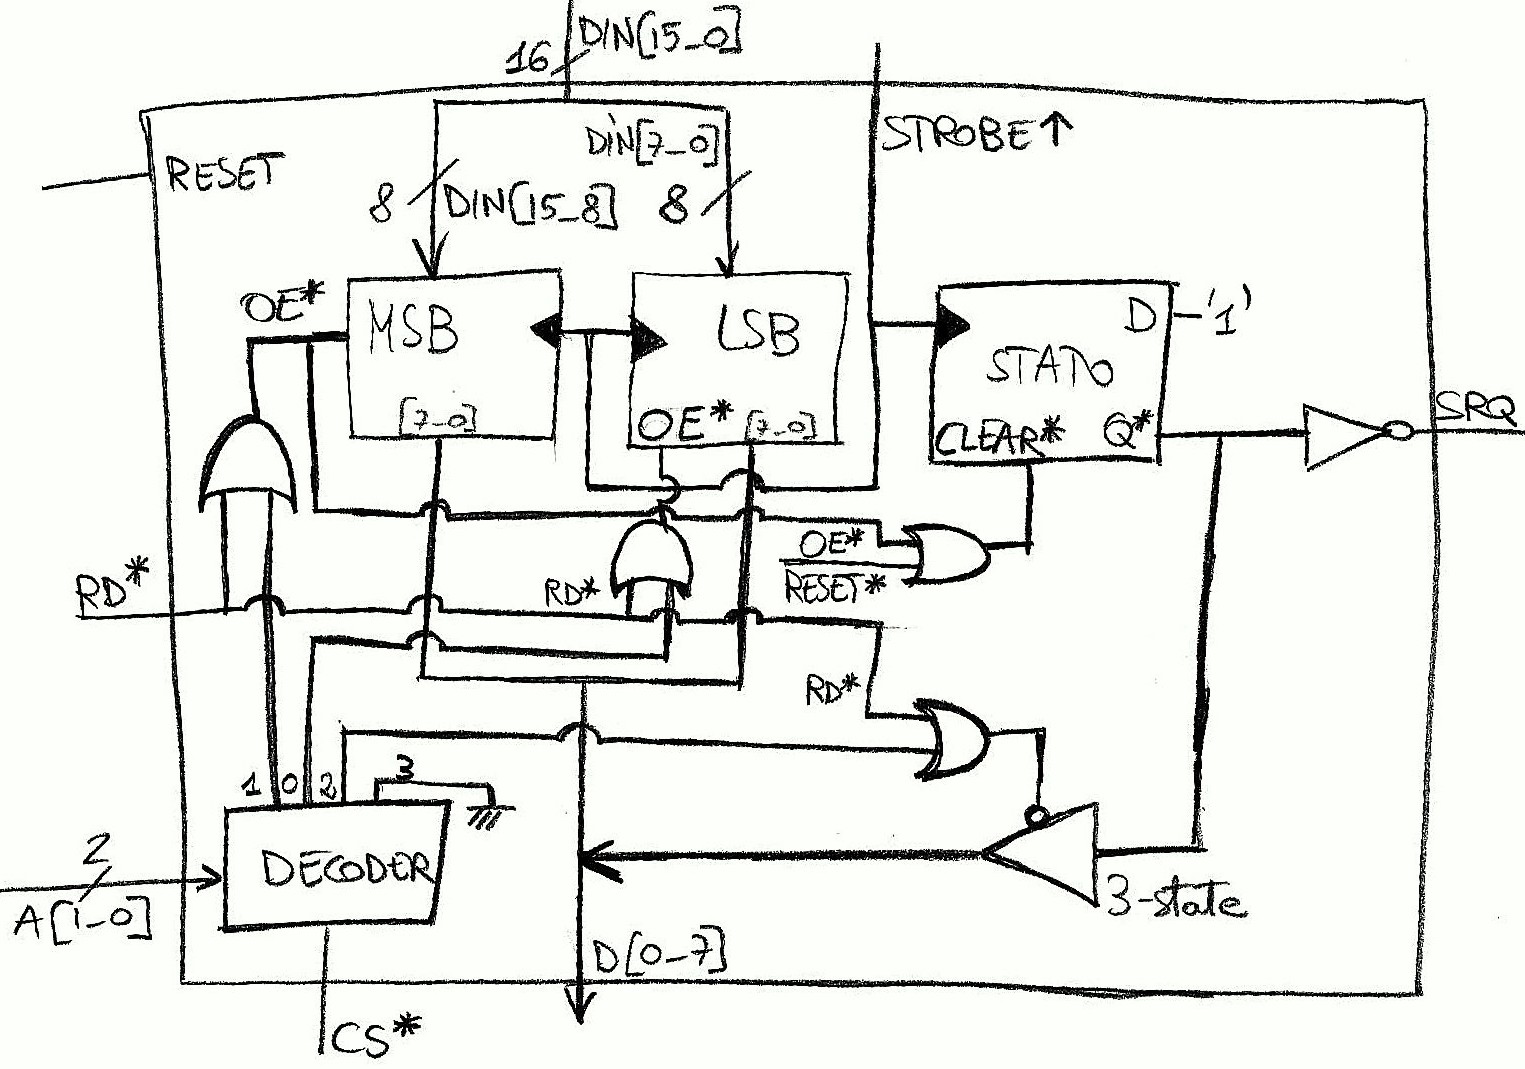 DIN[15_0]
16
STROBE↑
DIN[7_0]
RESET
8
DIN[15_8]
8
OE*
MSB
LSB
D
'1'
STATO
[7_0]
OE*
[7_0]
CLEAR*
Q*
SRQ
OE*
RD*
RD*
RESET*
RD*
1
0
2
3
2
DECODER
A[1_0]
3-state
D[0_7]
CS*